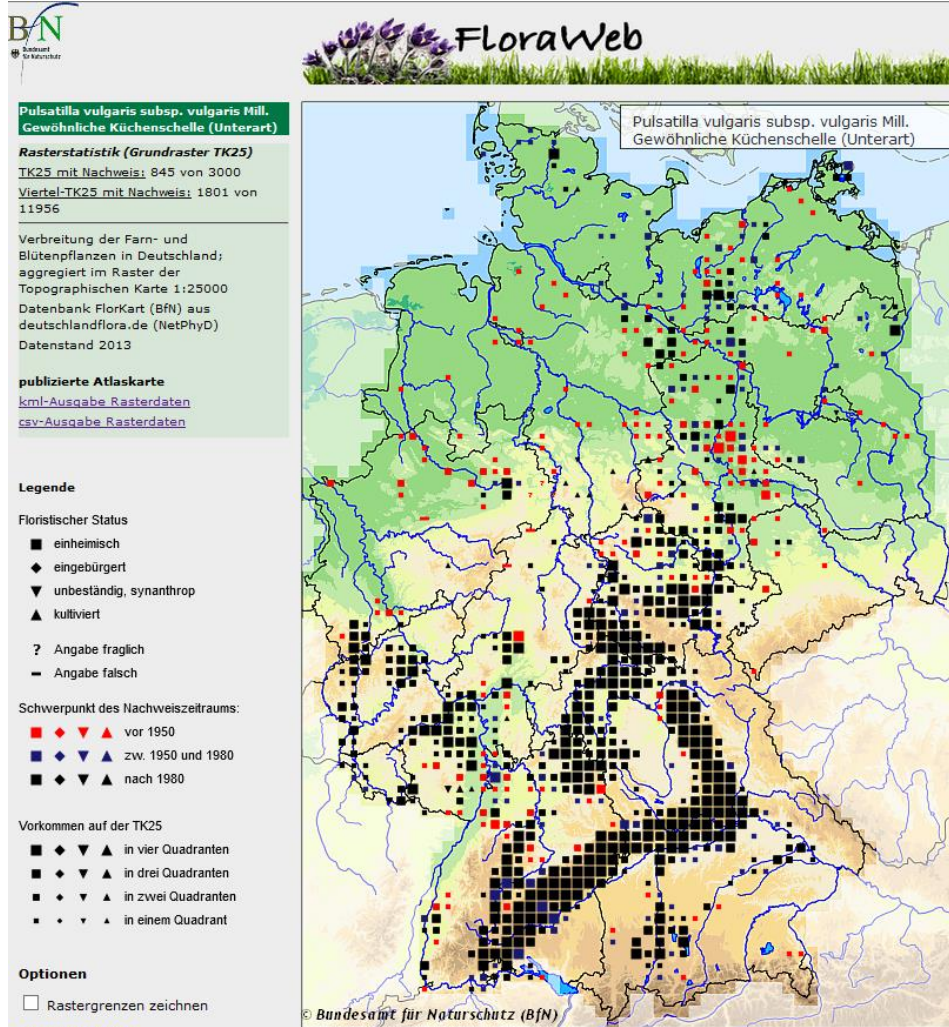 BfN
Bundesamt
für Naturschutz
FloraWeb
Pulsatilla vulgaris subsp. vulgaris Mill.
Gewöhnliche Küchenschelle (Unterart)
Rasterstatistik (Grundraster TK25)
TK25 mit Nachweis: 845 von 3000
Viertel-TK25 mit Nachweis: 1801 von
11956
Verbreitung der Farn- und
Blütenpflanzen in Deutschland;
aggregiert im Raster der
Topographischen Karte 1:25000
Datenbank FlorKart (BfN) aus
deutschlandflora.de (NetPhyD)
Datenstand 2013
publizierte Atlaskarte
kml-Ausgabe Rasterdaten
csv-Ausgabe Rasterdaten
Legende
Floristischer Status
einheimisch
eingebürgert
unbeständig, synanthrop
kultiviert
? Angabe fraglich
Angabe falsch
Schwerpunkt des Nachweiszeitraums:
vor 1950
zw. 1950 und 1980
nach 1980
Vorkommen auf der TK25
in vier Quadranten
in drei Quadranten
in zwei Quadranten
in einem Quadrant
Optionen
Rastergrenzen zeichnen
Pulsatilla vulgaris subsp. vulgaris Mill.
Gewöhnliche Küchenschelle (Unterart)
© Bundesamt für Naturschutz (BfN)